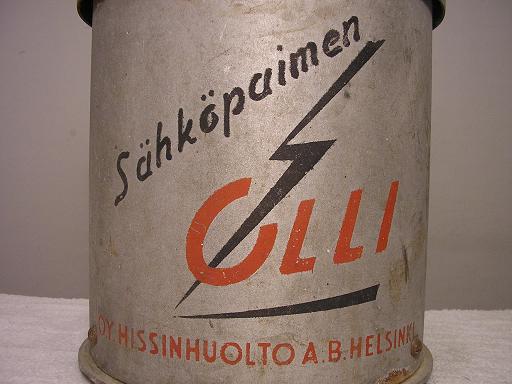 Sähköpaimen
OLLI
OY HISSINHUOLTO A.B. HELSINKI